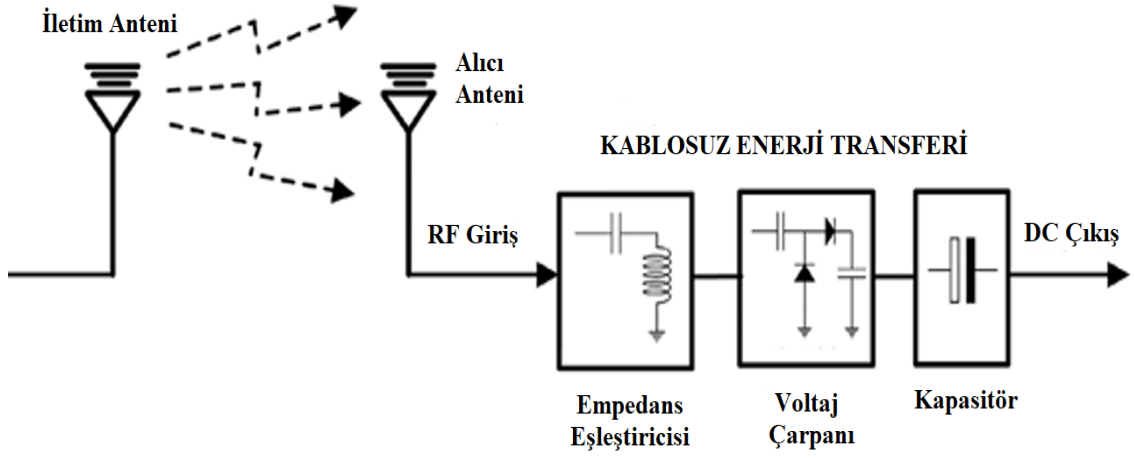 İletim Anteni
Alıcı
Anteni
KABLOSUZ ENERJİ TRANSFERİ
RF Giriş
DC Çıkış
Empedans
Eşleştiricisi
Voltaj
Çarpanı
Kapasitör